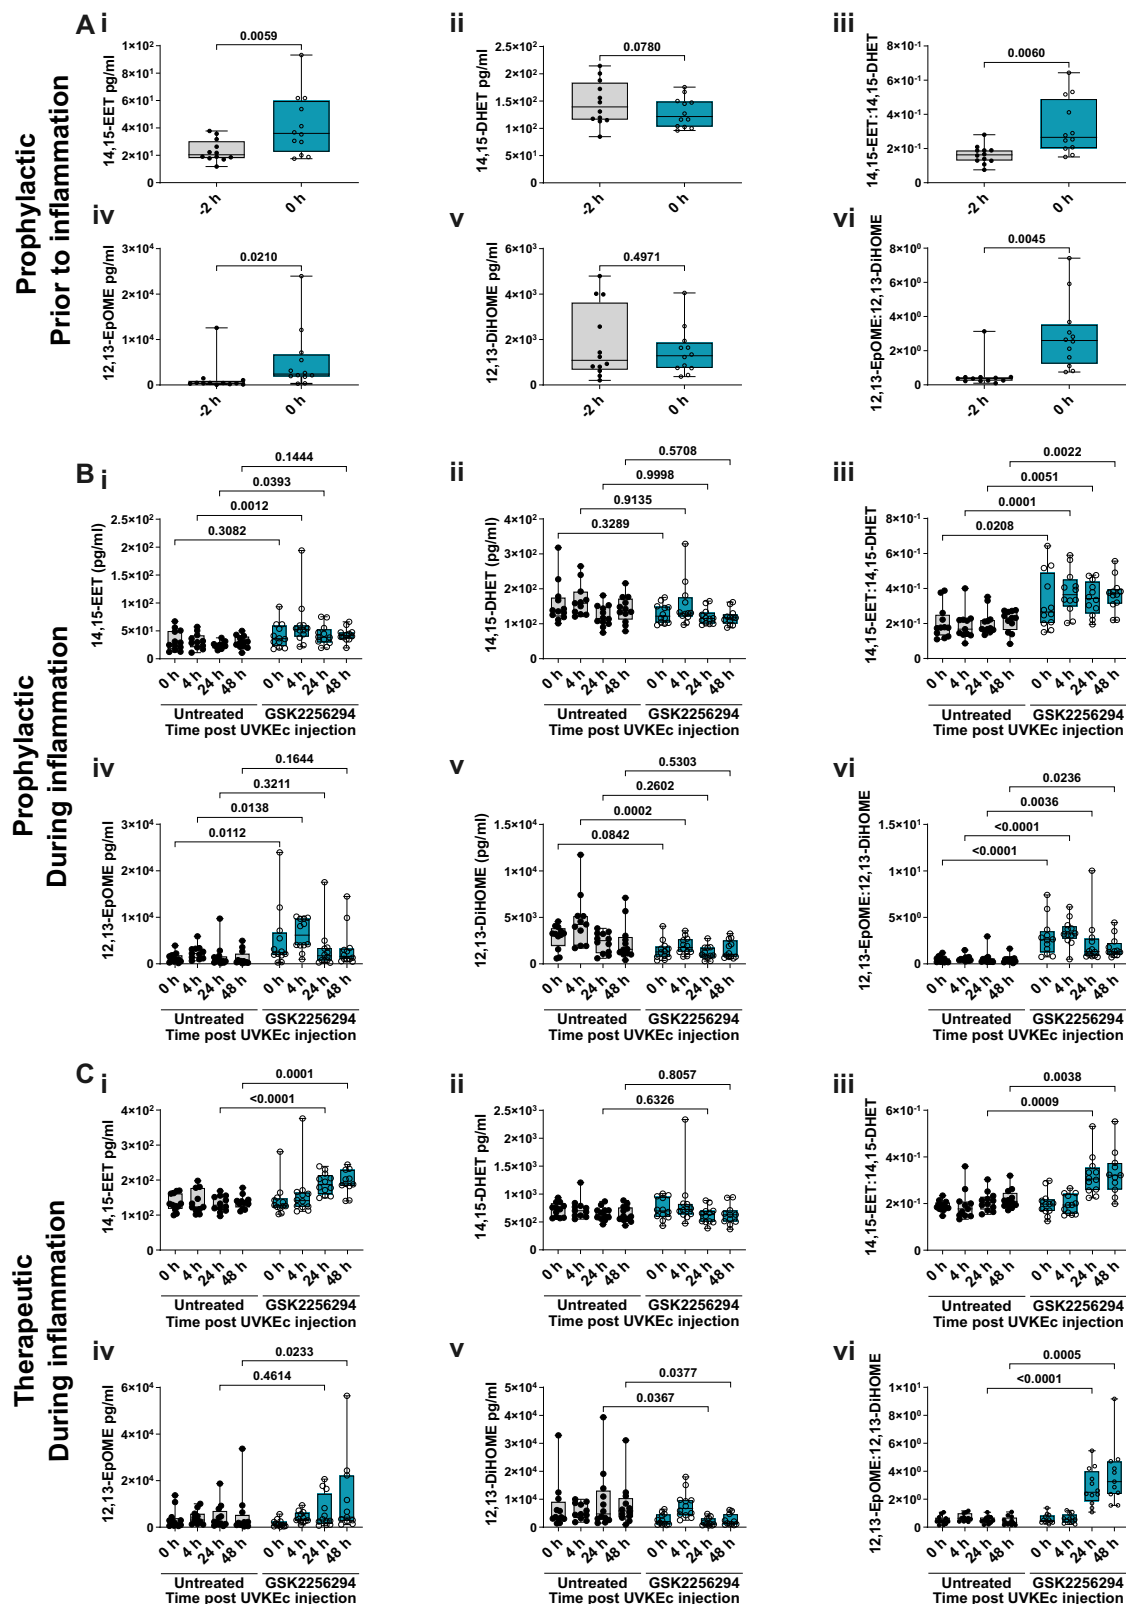 Prophylactic
Prior to inflammation
A
i
14,15-EET pg/ml
0.0059
1×10²
8×10¹
6×10¹
4×10¹
2×10¹
0
-2 h
0 h
ii
14,15-DHET pg/ml
0.0780
2.5×10²
2×10²
1.5×10²
1×10²
5×10¹
0
-2 h
0 h
iii
14,15-EET:14,15-DHET
0.0060
8×10⁻¹
6×10⁻¹
4×10⁻¹
2×10⁻¹
0
-2 h
0 h
iv
12,13-EpOME pg/ml
0.0210
3×10⁴
2×10⁴
1×10⁴
0
-2 h
0 h
v
12,13-DiHOME pg/ml
0.4971
6×10³
4×10³
2×10³
0
-2 h
0 h
vi
12,13-EpOME:12,13-DiHOME
0.0045
8×10⁰
6×10⁰
4×10⁰
2×10⁰
0
-2 h
0 h
Prophylactic
During inflammation
B
i
14,15-EET (pg/ml)
0.1444
0.0393
0.0012
0.3082
2.5×10²
2×10²
1.5×10²
1×10²
5×10¹
0
0 h
4 h
24 h
48 h
0 h
4 h
24 h
48 h
Untreated
GSK2256294
Time post UVKEc injection
ii
14,15-DHET (pg/ml)
0.5708
0.9998
0.9135
0.3289
4×10²
3×10²
2×10²
1×10²
0
0 h
4 h
24 h
48 h
0 h
4 h
24 h
48 h
Untreated
GSK2256294
Time post UVKEc injection
iii
14,15-EET:14,15-DHET
0.0022
0.0051
0.0001
0.0208
8×10⁻¹
6×10⁻¹
4×10⁻¹
2×10⁻¹
0
0 h
4 h
24 h
48 h
0 h
4 h
24 h
48 h
Untreated
GSK2256294
Time post UVKEc injection
iv
12,13-EpOME pg/ml
0.1644
0.3211
0.0138
0.0112
3×10⁴
2×10⁴
1×10⁴
0
0 h
4 h
24 h
48 h
0 h
4 h
24 h
48 h
Untreated
GSK2256294
Time post UVKEc injection
v
12,13-DiHOME (pg/ml)
0.5303
0.2602
0.0002
0.0842
1.5×10⁴
1×10⁴
5×10³
0
0 h
4 h
24 h
48 h
0 h
4 h
24 h
48 h
Untreated
GSK2256294
Time post UVKEc injection
vi
12,13-EpOME:12,13-DiHOME
0.0236
0.0036
<0.0001
<0.0001
1.5×10¹
1×10¹
5×10⁰
0
0 h
4 h
24 h
48 h
0 h
4 h
24 h
48 h
Untreated
GSK2256294
Time post UVKEc injection
Therapeutic
During inflammation
C
i
14,15-EET pg/ml
0.0001
<0.0001
4×10²
3×10²
2×10²
1×10²
0
0 h
4 h
24 h
48 h
0 h
4 h
24 h
48 h
Untreated
GSK2256294
Time post UVKEc injection
ii
14,15-DHET pg/ml
0.8057
0.6326
2.5×10³
2×10³
1.5×10³
1×10³
5×10²
0
0 h
4 h
24 h
48 h
0 h
4 h
24 h
48 h
Untreated
GSK2256294
Time post UVKEc injection
iii
14,15-EET:14,15-DHET
0.0038
0.0009
6×10⁻¹
4×10⁻¹
2×10⁻¹
0
0 h
4 h
24 h
48 h
0 h
4 h
24 h
48 h
Untreated
GSK2256294
Time post UVKEc injection
iv
12,13-EpOME pg/ml
0.0233
0.4614
6×10⁴
4×10⁴
2×10⁴
0
0 h
4 h
24 h
48 h
0 h
4 h
24 h
48 h
Untreated
GSK2256294
Time post UVKEc injection
v
12,13-DiHOME pg/ml
0.0377
0.0367
5×10⁴
4×10⁴
3×10⁴
2×10⁴
1×10⁴
0
0 h
4 h
24 h
48 h
0 h
4 h
24 h
48 h
Untreated
GSK2256294
Time post UVKEc injection
vi
12,13-EpOME:12,13-DiHOME
0.0005
<0.0001
1×10¹
8×10⁰
6×10⁰
4×10⁰
2×10⁰
0
0 h
4 h
24 h
48 h
0 h
4 h
24 h
48 h
Untreated
GSK2256294
Time post UVKEc injection